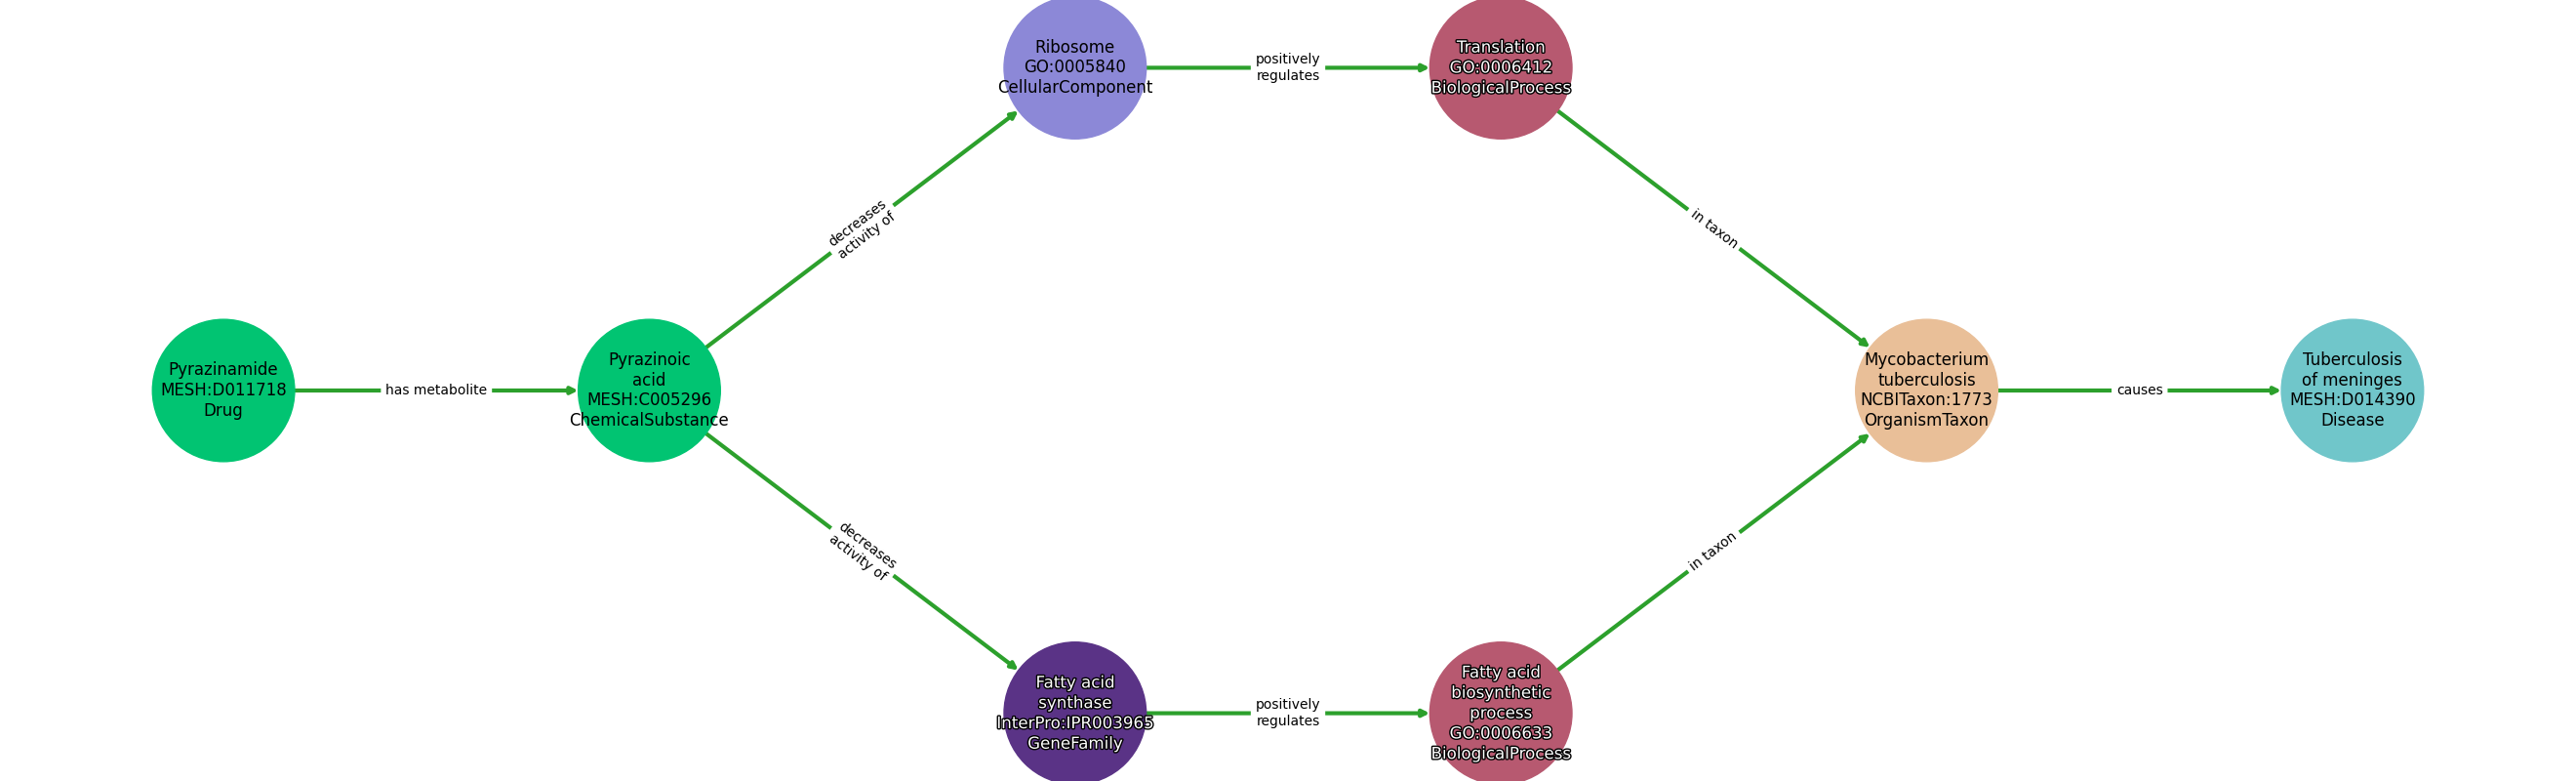 Ribosome
GO:0005840
CellularComponent
positively
regulates
Translation
GO:0006412
BiologicalProcess
decreases
activity of
in taxon
Pyrazinamide
MESH:D011718
Drug
has metabolite
Pyrazinoic
acid
MESH:C005296
ChemicalSubstance
Mycobacterium
tuberculosis
NCBITaxon:1773
OrganismTaxon
causes
Tuberculosis
of meninges
MESH:D014390
Disease
decreases
activity of
in taxon
Fatty acid
synthase
InterPro:IPR003965
GeneFamily
positively
regulates
Fatty acid
biosynthetic
process
GO:0006633
BiologicalProcess